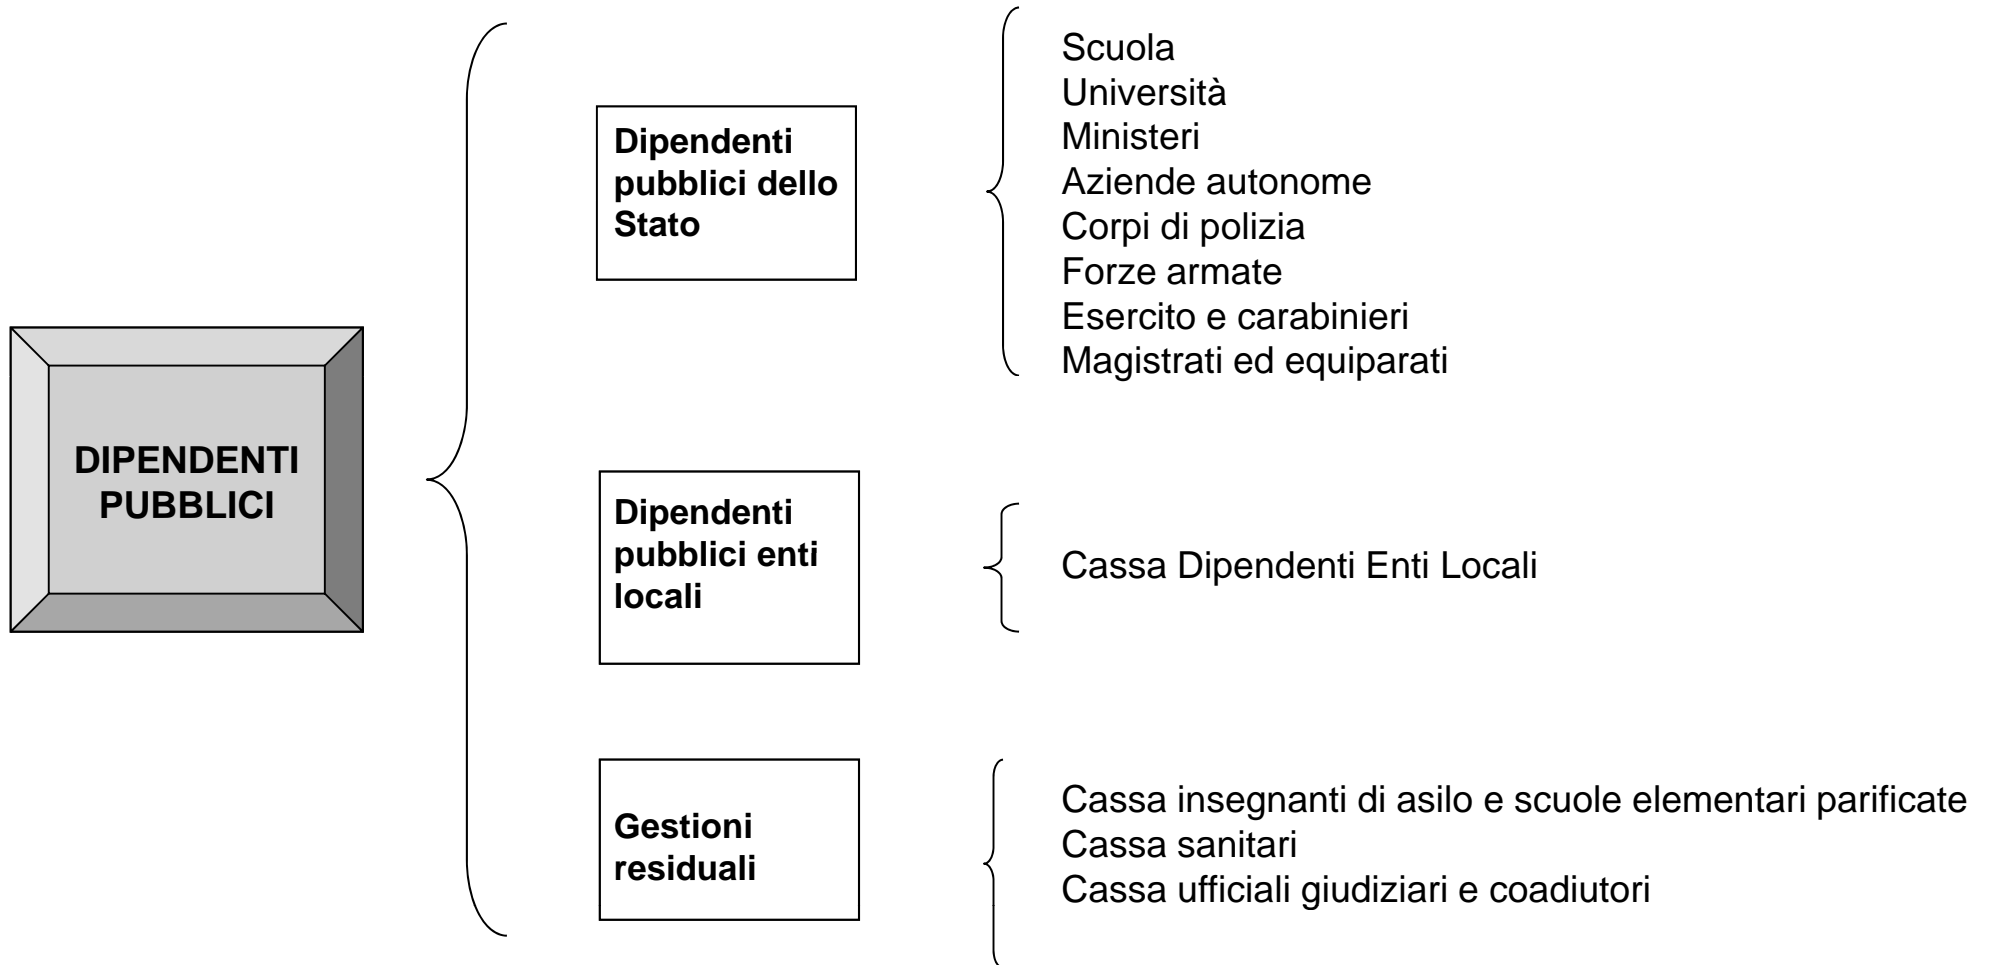 DIPENDENTI
PUBBLICI
Dipendenti
pubblici dello
Stato
Scuola
Università
Ministeri
Aziende autonome
Corpi di polizia
Forze armate
Esercito e carabinieri
Magistrati ed equiparati
Dipendenti
pubblici enti
locali
Cassa Dipendenti Enti Locali
Gestioni
residuali
Cassa insegnanti di asilo e scuole elementari parificate
Cassa sanitari
Cassa ufficiali giudiziari e coadiutori